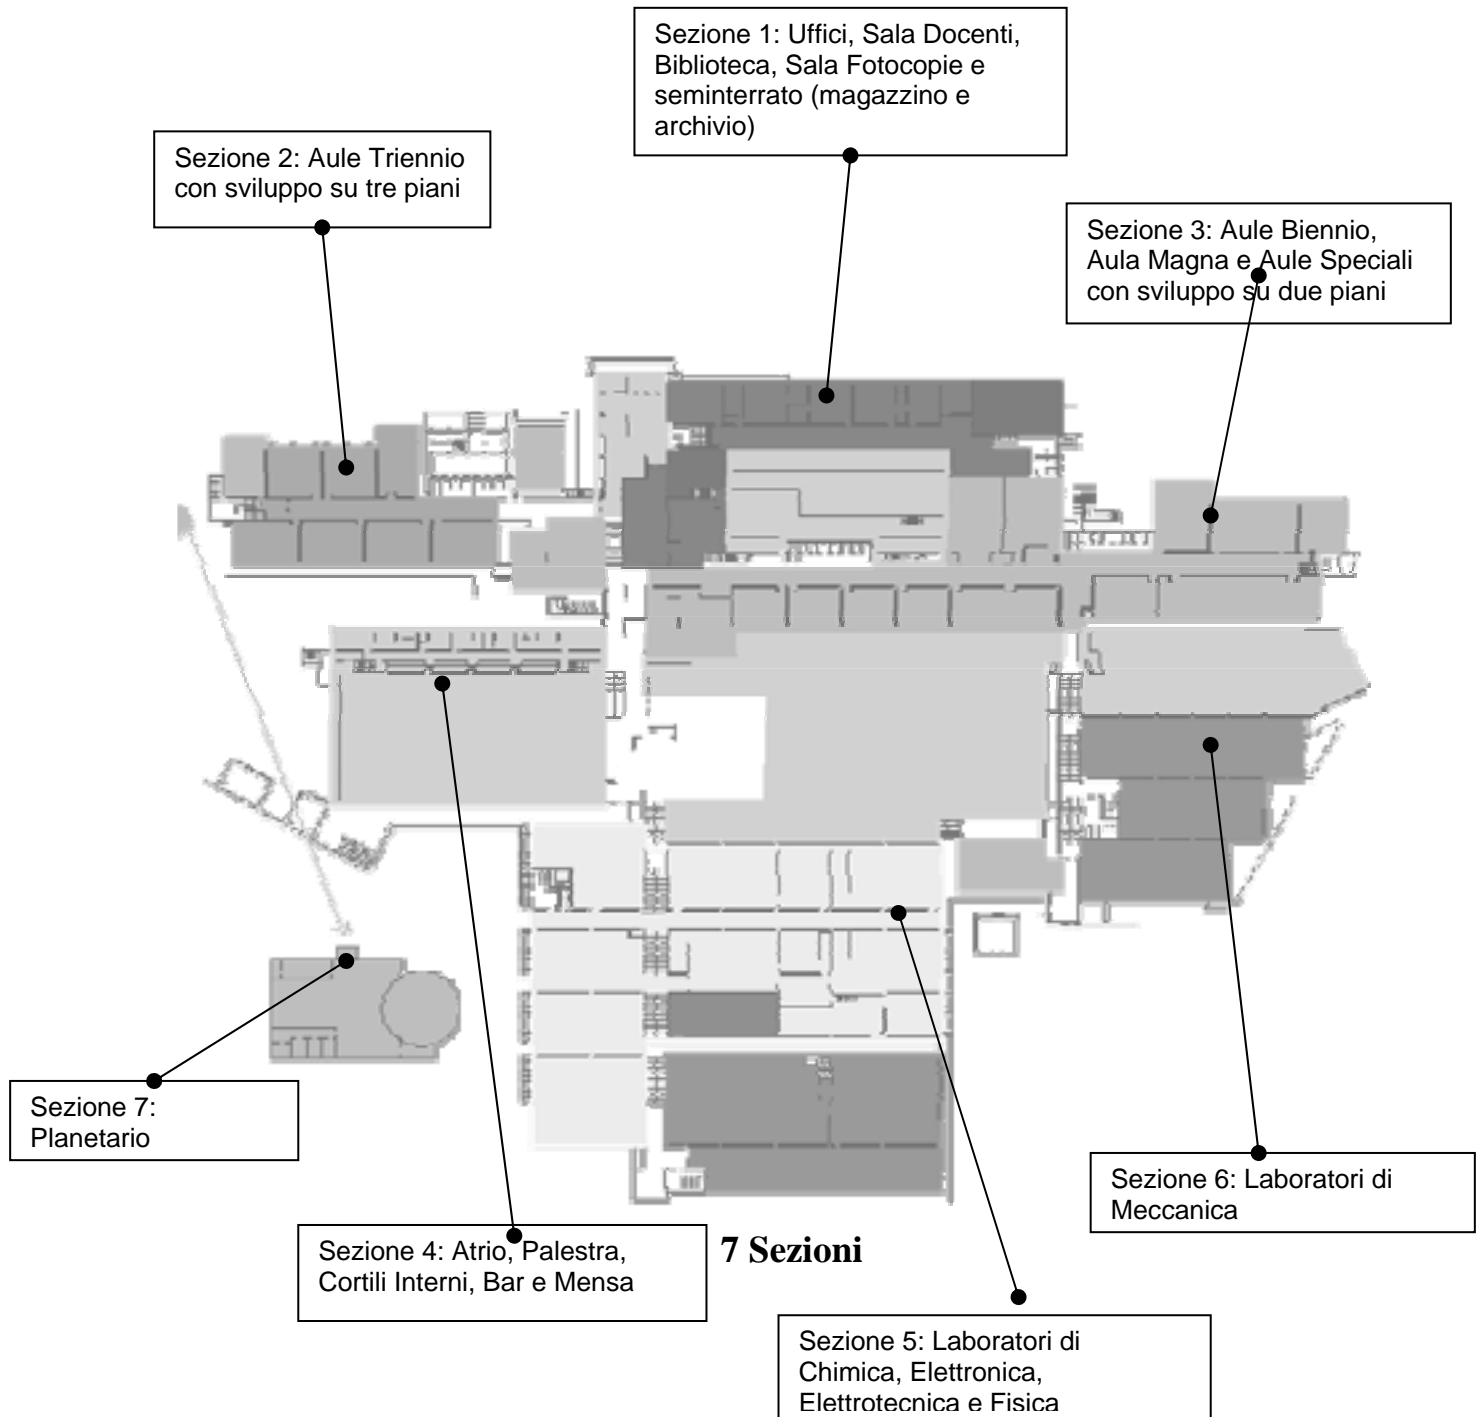 Sezione 1: Uffici, Sala Docenti,
Biblioteca, Sala Fotocopie e
seminterrato (magazzino e
archivio)
Sezione 2: Aule Triennio
con sviluppo su tre piani
Sezione 3: Aule Biennio,
Aula Magna e Aule Speciali
con sviluppo su due piani
Sezione 7:
Planetario
Sezione 6: Laboratori di
Meccanica
Sezione 4: Atrio, Palestra,
Cortili Interni, Bar e Mensa
7 Sezioni
Sezione 5: Laboratori di
Chimica, Elettronica,
Elettrotecnica e Fisica